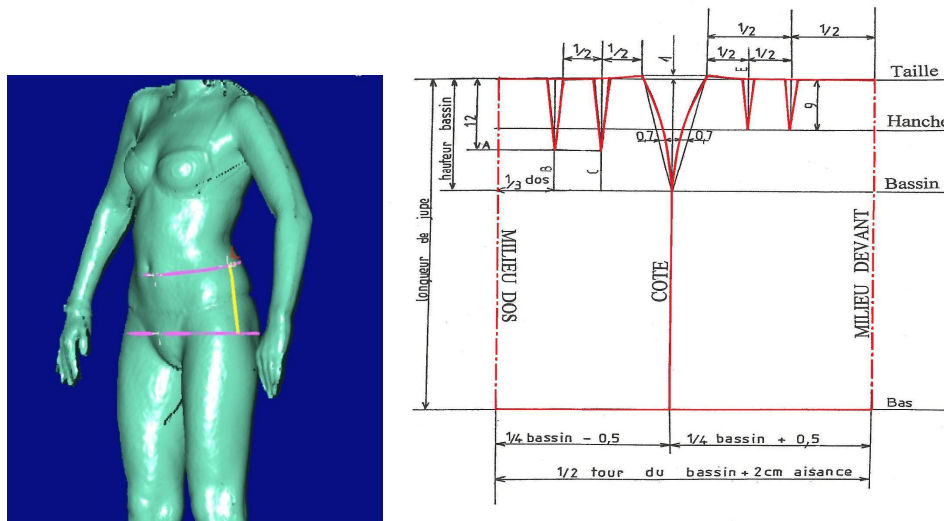 1/2
1/2
1/2
1/2
1/2
1/2
1
E
Taille
12
hauteur bassin
9
Hanche
0,7
0,7
A
B
C
1/3 dos
Bassin
longueur de jupe
MILIEU DOS
COTE
MILIEU DEVANT
Bas
1/4 bassin - 0,5
1/4 bassin + 0,5
1/2 tour du bassin + 2cm aisance